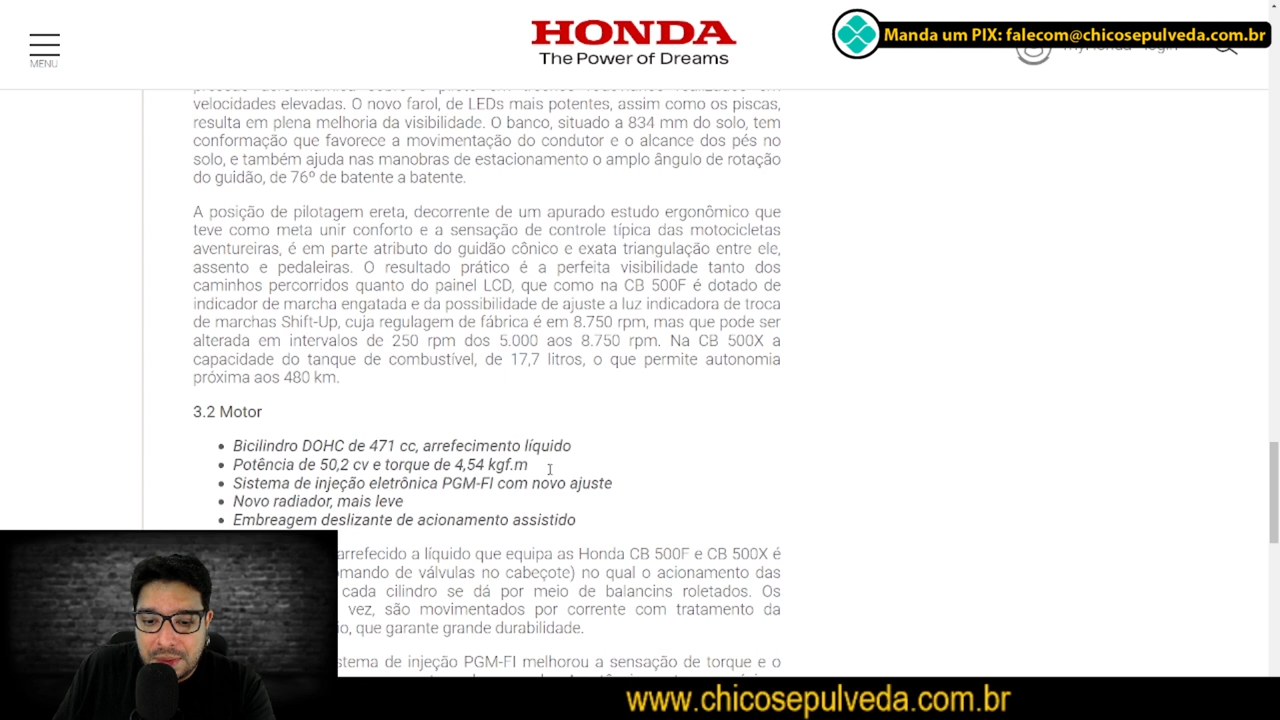 MENU
HONDA
The Power of Dreams
Manda um PIX: falecom@chicosepulveda.com.br
velocidades elevadas. O novo farol, de LEDs mais potentes, assim como os piscas,
resulta em plena melhoria da visibilidade. O banco, situado a 834 mm do solo, tem
conformação que favorece a movimentação do condutor e o alcance dos pés no
solo, e também ajuda nas manobras de estacionamento o amplo ângulo de rotação
do guidão, de 76º de batente a batente.
A posição de pilotagem ereta, decorrente de um apurado estudo ergonômico que
teve como meta unir conforto e a sensação de controle típica das motocicletas
aventureiras, é em parte atributo do guidão cônico e exata triangulação entre ele,
assento e pedaleiras. O resultado prático é a perfeita visibilidade tanto dos
caminhos percorridos quanto do painel LCD, que como na CB 500F é dotado de
indicador de marcha engatada e da possibilidade de ajuste a luz indicadora de troca
de marchas Shift-Up, cuja regulagem de fábrica é em 8.750 rpm, mas que pode ser
alterada em intervalos de 250 rpm dos 5.000 aos 8.750 rpm. Na CB 500X a
capacidade do tanque de combustível, de 17,7 litros, o que permite autonomia
próxima aos 480 km.
3.2 Motor
• Bicilindro DOHC de 471 cc, arrefecimento líquido
• Potência de 50,2 cv e torque de 4,54 kgf.m
• Sistema de injeção eletrônica PGM-FI com novo ajuste
• Novo radiador, mais leve
• Embreagem deslizante de acionamento assistido
arrefecido a líquido que equipa as Honda CB 500F e CB 500X é
omando de válvulas no cabeçote) no qual o acionamento das
cada cilindro se dá por meio de balancins roletados. Os
vez, são movimentados por corrente com tratamento da
io, que garante grande durabilidade.
stema de injeção PGM-FI melhorou a sensação de torque e o
www.chicosepulveda.com.br